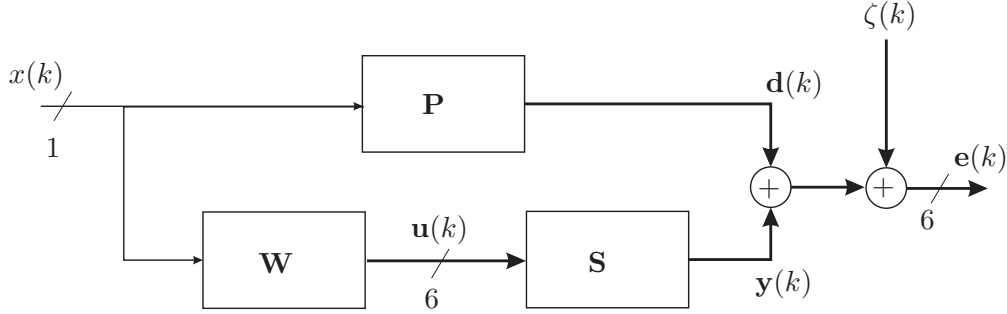 ζ(k)
x(k)
1
P
d(k)
+
+
e(k)
6
W
u(k)
6
S
y(k)